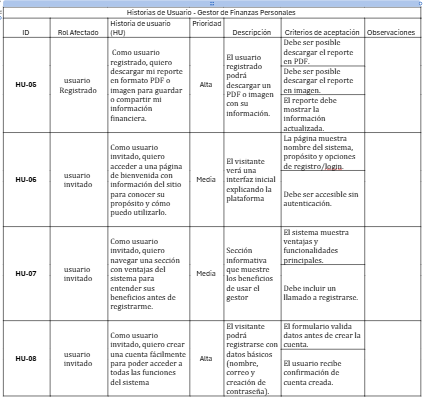 Historias de Usuario - Gestor de Finanzas Personales
ID
Rol Afectado
Historia de usuario
(HU)
Prioridad
Descripción
Criterios de aceptación
Observaciones
HU-05
usuario
Registrado
Como usuario
registrado, quiero
descargar mi reporte
en formato PDF o
imagen para guardar
o compartir mi
información
financiera.
Alta
El usuario
registrado
podrá
descargar un
PDF o imagen
con su
información.
Debe ser posible
descargar el reporte
en PDF.
Debe ser posible
descargar el reporte
en imagen.
El reporte debe
mostrar la
información
actualizada.
HU-06
usuario
invitado
Como usuario
invitado, quiero
acceder a una página
de bienvenida con
información del sitio
para conocer su
propósito y cómo
puedo utilizarlo.
Media
El visitante
verá una
interfaz inicial
explicando la
plataforma
La página muestra
nombre del sistema,
propósito y opciones
de registro/login.
Debe ser accesible sin
autenticación.
HU-07
usuario
invitado
Como usuario
invitado, quiero
navegar una sección
con ventajas del
sistema para
entender sus
beneficios antes de
registrarme.
Media
Sección
informativa
que muestre
los beneficios
de usar el
gestor
El sistema muestra
ventajas y
funcionalidades
principales.
Debe incluir un
llamado a registrarse.
HU-08
usuario
invitado
Como usuario
invitado, quiero crear
una cuenta fácilmente
para poder acceder a
todas las funciones
del sistema
Alta
El visitante
podrá
registrarse con
datos básicos
(nombre,
correo y
creación de
contraseña).
El formulario valida
datos antes de crear la
cuenta.
El usuario recibe
confirmación de
cuenta creada.